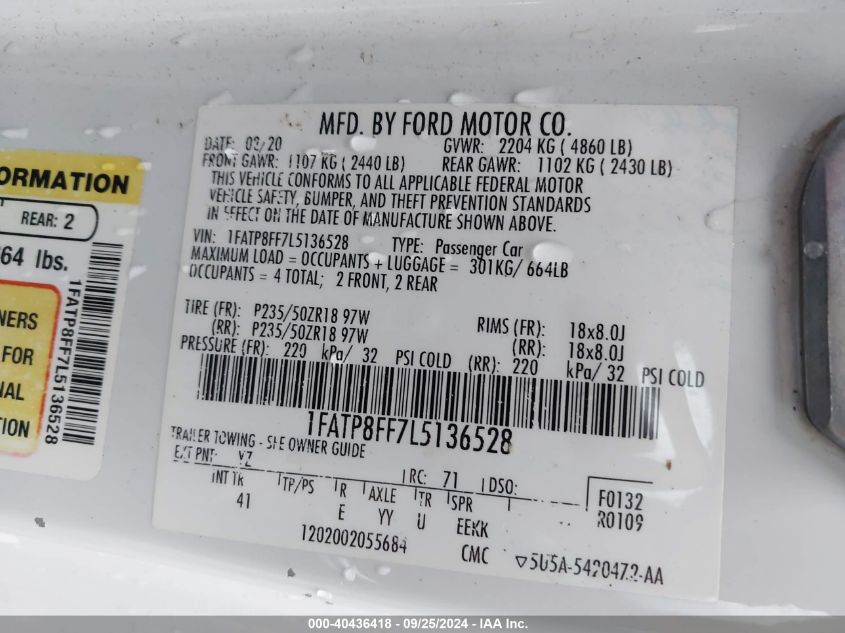 MFD. BY FORD MOTOR CO.
DATE: 03/20 GVWR: 2204 KG ( 4860 LB)
FRONT GAWR: 1107 KG ( 2440 LB) REAR GAWR: 1102 KG ( 2430 LB)
THIS VEHICLE CONFORMS TO ALL APPLICABLE FEDERAL MOTOR
VEHICLE SAFETY, BUMPER, AND THEFT PREVENTION STANDARDS
IN EFFECT ON THE DATE OF MANUFACTURE SHOWN ABOVE.
VIN: 1FATP8FF7L5136528 TYPE: Passenger Car
MAXIMUM LOAD = OCCUPANTS + LUGGAGE = 301KG/ 664LB
OCCUPANTS = 4 TOTAL; 2 FRONT, 2 REAR
TIRE (FR): P235/50ZR18 97W RIMS (FR): 18x8.0J
(RR): P235/50ZR18 97W (RR): 18x8.0J
PRESSURE (FR): 220 kPa/ 32 PSI COLD (RR): 220 kPa/ 32 PSI COLD
1FATP8FF7L5136528
TRAILER TOWING - SEE OWNER GUIDE
EXT PNT: YZ RC: 71 DSO:
INT TR TP/PS R AXLE TR SPR F0132
41 E YY U EEKK R0109
1202002055684 CMC ▽5U5A-5420472-AA
ORMATION
REAR: 2
64 lbs.
NERS
FOR
NAL
TION
1FATP8FF7L5136528
000-40436418 - 09/25/2024 - IAA Inc.